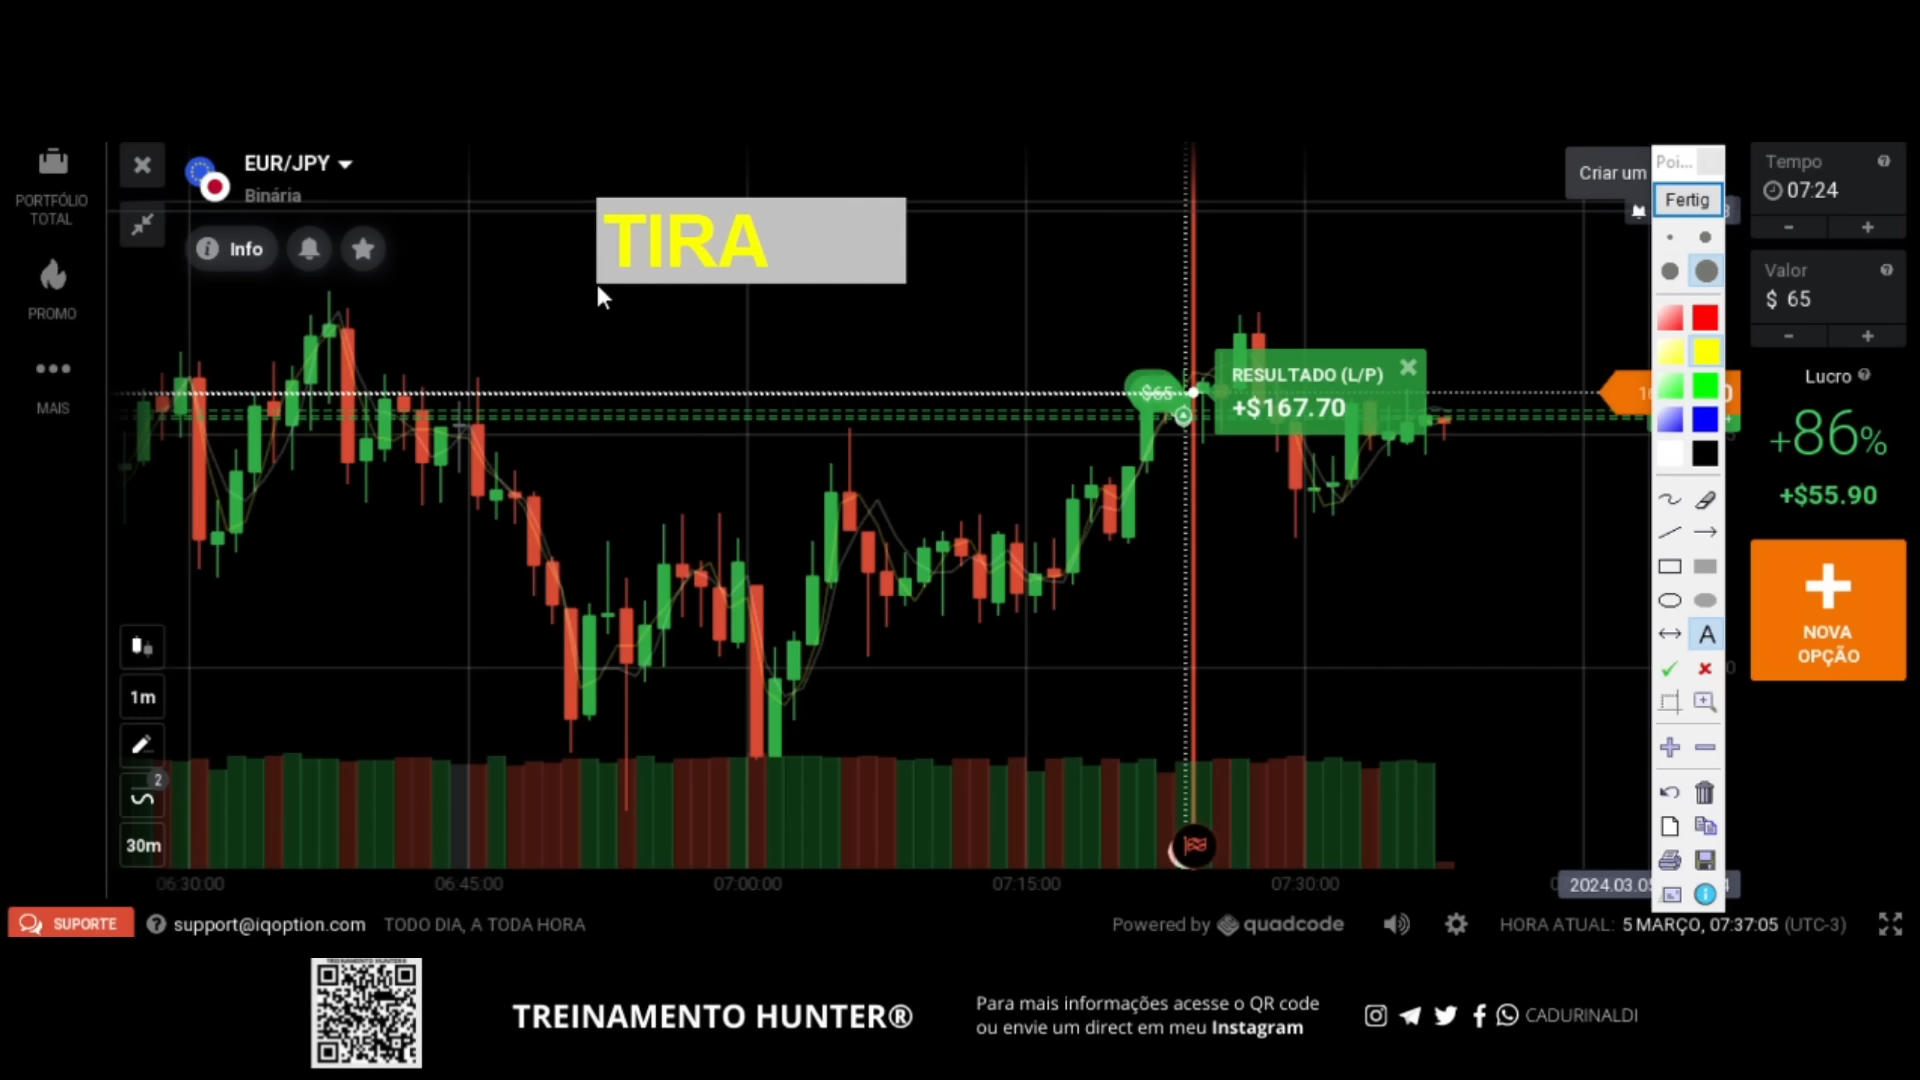 PORTFÓLIO
TOTAL
PROMO
MAIS
EUR/JPY
Binária
Info
TIRA
Criar um
Poi...
Fertig
Tempo
07:24
Valor
$ 65
Lucro
+86%
+$55.90
NOVA
OPÇÃO
$65
RESULTADO (L/P)
+$167.70
A
1m
2
30m
06:30:00
06:45:00
07:00:00
07:15:00
07:30:00
SUPORTE
support@iqoption.com
TODO DIA, A TODA HORA
Powered by quadcode
HORA ATUAL: 5 MARÇO, 07:37:05 (UTC-3)
TREINAMENTO HUNTER®
Para mais informações acesse o QR code
ou envie um direct em meu Instagram
CADURINALDI